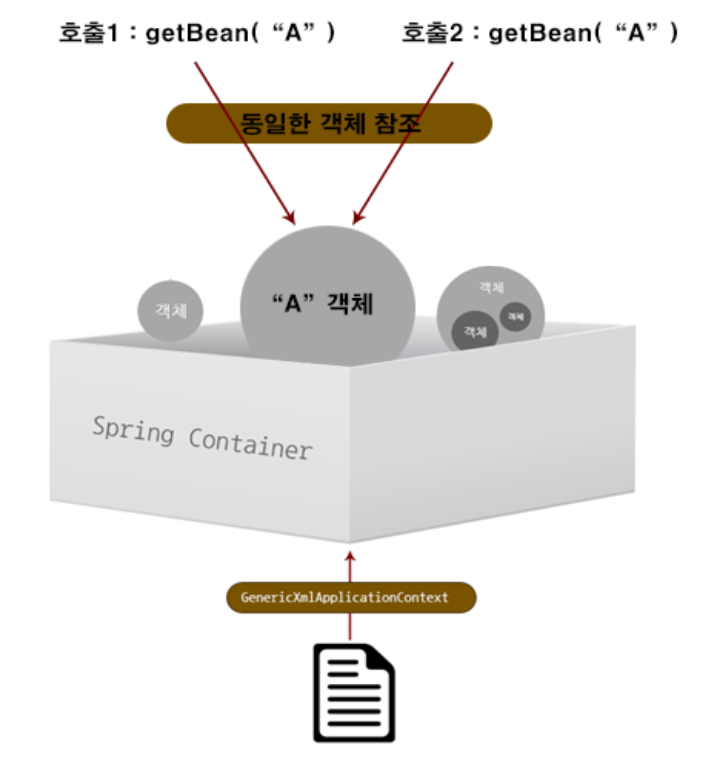 호출1 : getBean( “A” )
호출2 : getBean( “A” )
동일한 객체 참조
객체
“A” 객체
객체
객체
객체
Spring Container
GenericXmlApplicationContext